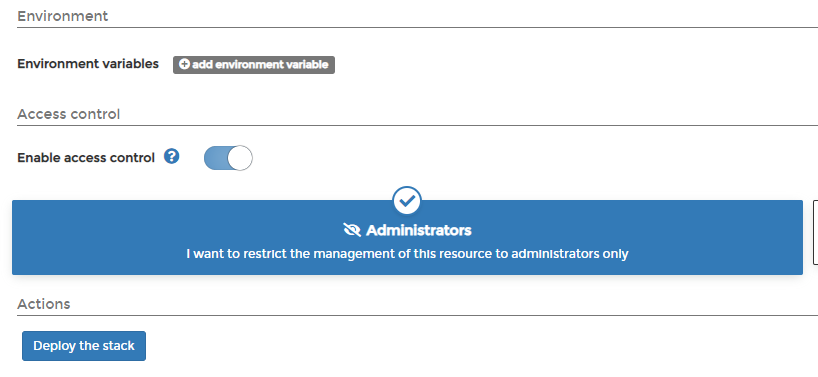 Environment
Environment variables add environment variable
Access control
Enable access control ?
Administrators
I want to restrict the management of this resource to administrators only
Actions
Deploy the stack